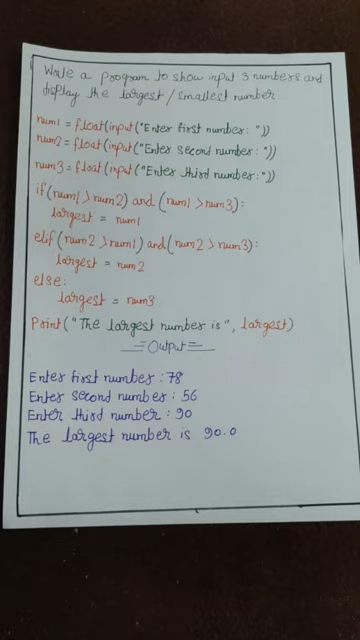 Write a program to show input 3 numbers and
display the largest/smallest number.
num1 = float(input("Enter first number: "))
num2 = float(input("Enter second number: "))
num3 = float(input("Enter third number: "))
if(num1 > num2) and (num1 > num3):
largest = num1
elif(num2 > num1) and (num2 > num3):
largest = num2
else:
largest = num3
Print("The largest number is", largest)
Output
Enter first number : 78
Enter second number : 56
Enter third number : 90
The largest number is 90.0